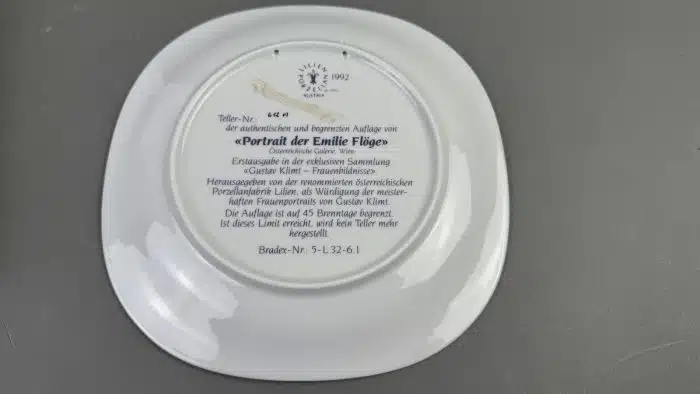 LILIEN PORZELLAN
AUSTRIA
1992
Teller-Nr.:
der authentischen und begrenzten Auflage von
«Portrait der Emilie Flöge»
Österreichische Galerie, Wien
Erstausgabe in der exklusiven Sammlung
«Gustav Klimt – Frauenbildnisse»
Herausgegeben von der renommierten österreichischen
Porzellanfabrik Lilien, als Würdigung der meister-
haften Frauenportraits von Gustav Klimt.
Die Auflage ist auf 45 Brenntage begrenzt.
Ist dieses Limit erreicht, wird kein Teller mehr
hergestellt.
Bradex-Nr.: 5-L 32-6.1